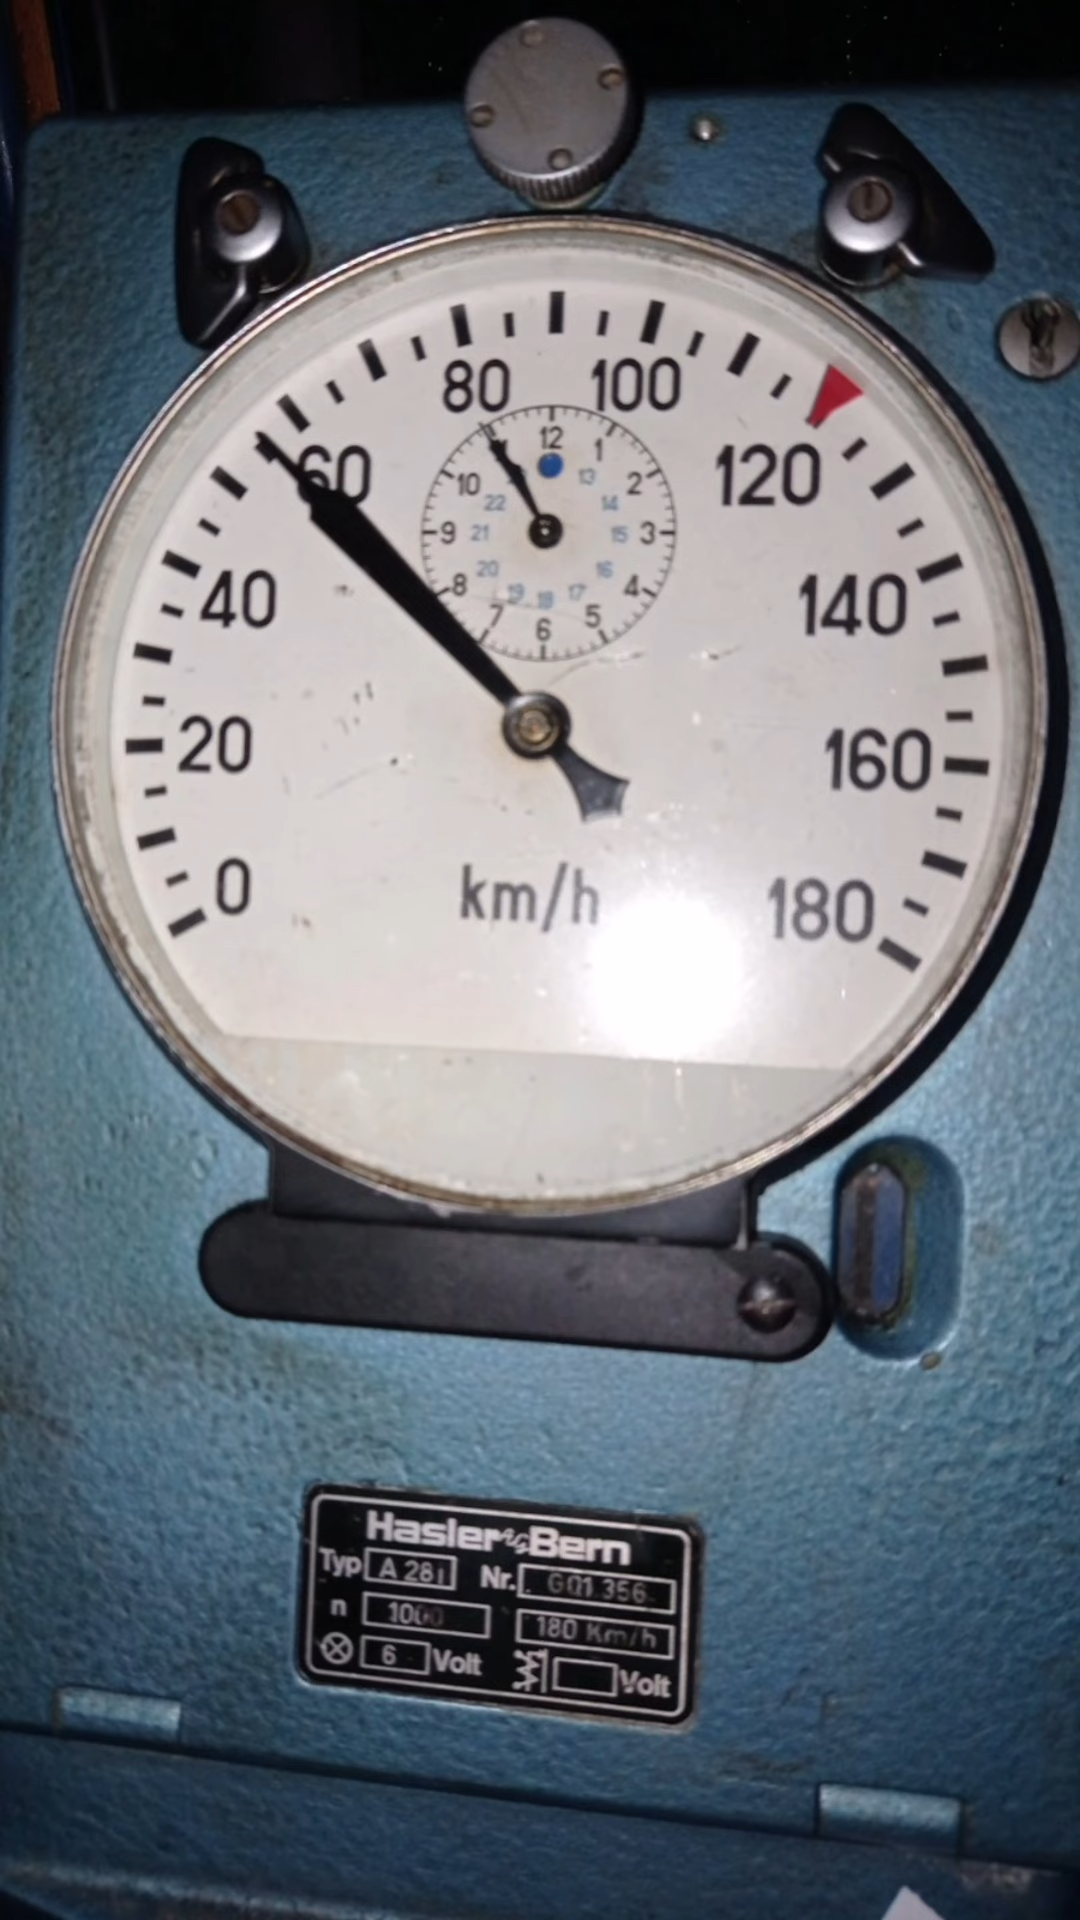 80 100
60 120
40 140
20 160
0 180
12 1 2 3 4 5 6 7 8 9 10
13 14 15 16 17 18 19 20 21 22
km/h
Hasler AG Bern
Typ A 28 Nr. G01.356
n 1000 180 Km/h
6 Volt Volt